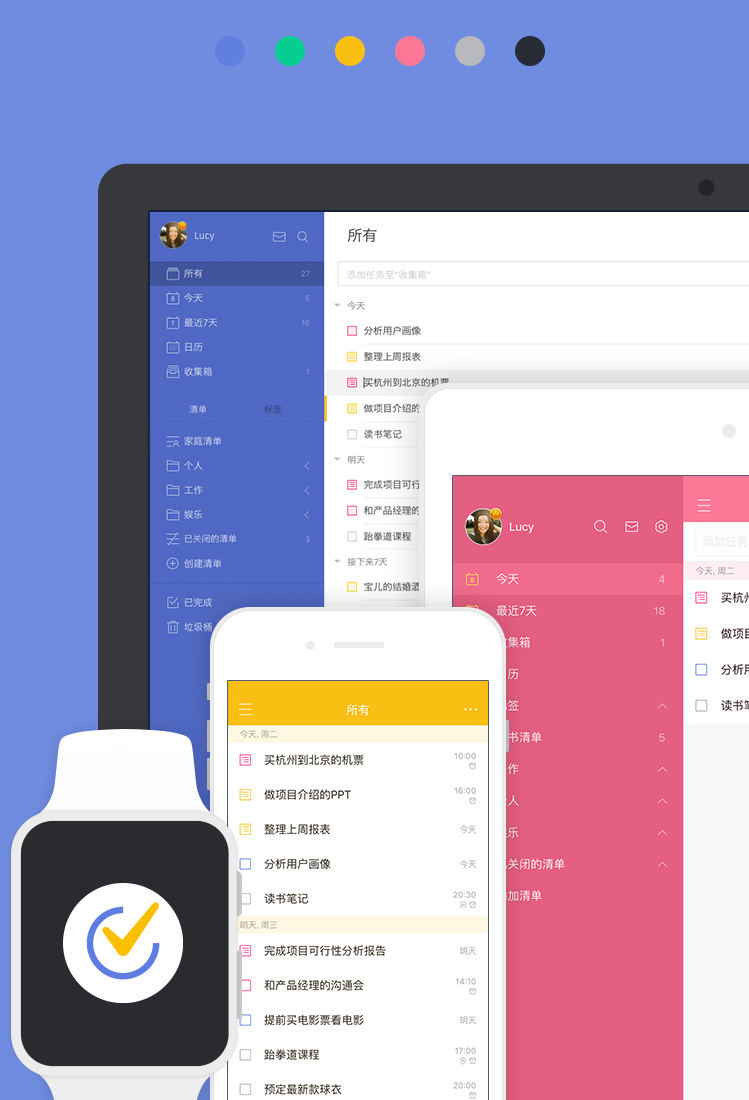 Lucy
所有 27
8 今天 5
T 最近7天 16
日历
收集箱 1
清单 标签
家庭清单
个人
工作
娱乐
已关闭的清单 3
创建清单
已完成
垃圾桶
所有
添加任务至"收集箱"
今天
分析用户画像
整理上周报表
买杭州到北京的机票
做项目介绍的
读书笔记
明天
完成项目可行
和产品经理的
跆拳道课程
接下来7天
宝儿的结婚酒
Lucy
8 今天 4
最近7天 18
集箱 1
历
签
书清单 5
作
人
乐
关闭的清单
加清单
添加任务
今天, 周二
买杭州
做项目
分析用
读书笔
所有
今天, 周二
买杭州到北京的机票 10:00
做项目介绍的PPT 16:00
整理上周报表 今天
分析用户画像 今天
读书笔记 20:30
明天, 周三
完成项目可行性分析报告 明天
和产品经理的沟通会 14:10
提前买电影票看电影 明天
跆拳道课程 17:00
预定最新款球衣 20:00